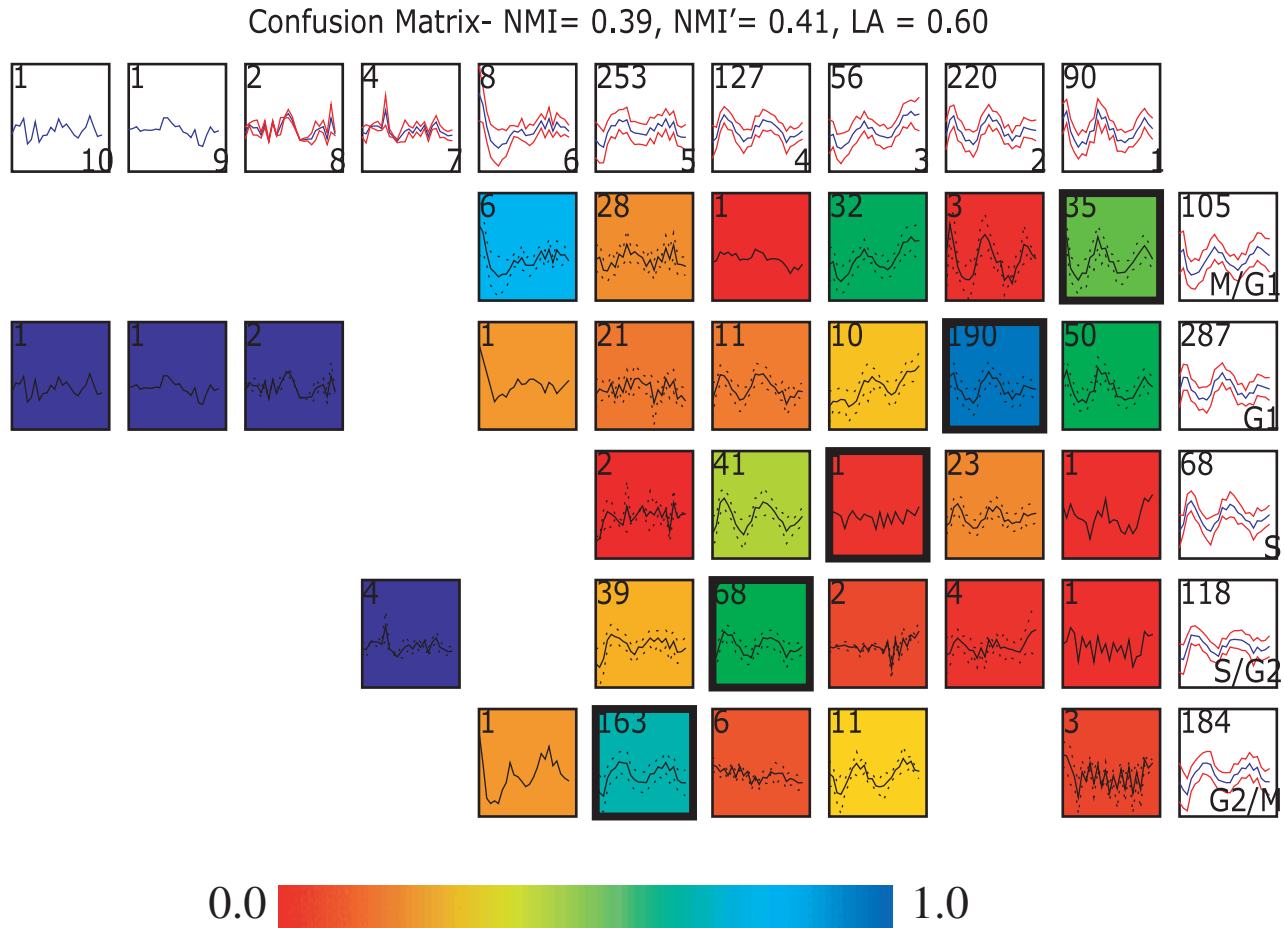 Confusion Matrix- NMI= 0.39, NMI’= 0.41, LA = 0.60
1 1 2 4 8 253 127 56 220 90
10 9 8 7 6 5 4 3 2 1
6 28 1 32 3 35 105
M/G1
1 1 2 1 21 11 10 190 50 287
G1
2 41 1 23 1 68
S
4 39 68 2 4 1 118
S/G2
1 163 6 11 3 184
G2/M
0.0 1.0